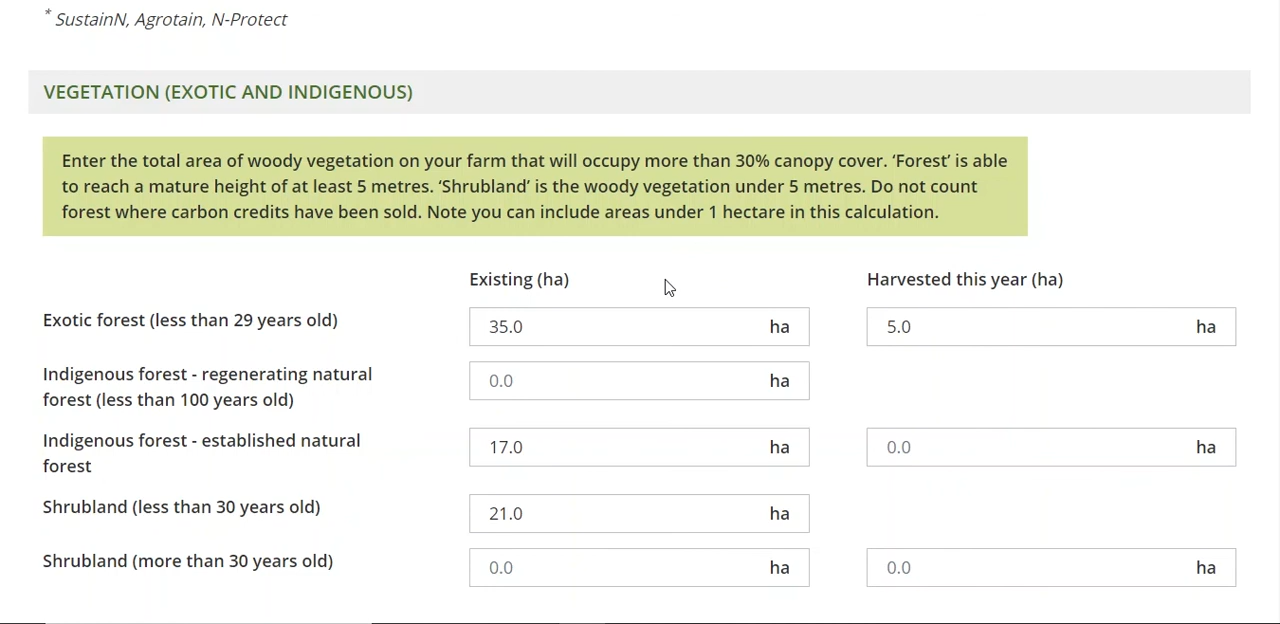 * SustainN, Agrotain, N-Protect
VEGETATION (EXOTIC AND INDIGENOUS)
Enter the total area of woody vegetation on your farm that will occupy more than 30% canopy cover. ‘Forest’ is able
to reach a mature height of at least 5 metres. ‘Shrubland’ is the woody vegetation under 5 metres. Do not count
forest where carbon credits have been sold. Note you can include areas under 1 hectare in this calculation.
Existing (ha) Harvested this year (ha)
Exotic forest (less than 29 years old) 35.0 ha 5.0 ha
Indigenous forest - regenerating natural
forest (less than 100 years old) 0.0 ha
Indigenous forest - established natural
forest 17.0 ha 0.0 ha
Shrubland (less than 30 years old) 21.0 ha
Shrubland (more than 30 years old) 0.0 ha 0.0 ha